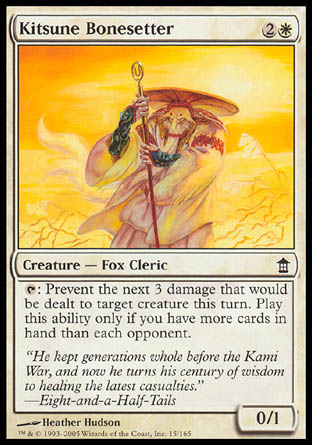 Kitsune Bonesetter 2
Creature — Fox Cleric
: Prevent the next 3 damage that would
be dealt to target creature this turn. Play
this ability only if you have more cards in
hand than each opponent.
"He kept generations whole before the Kami
War, and now he turns his century of wisdom
to healing the latest casualties."
—Eight-and-a-Half-Tails
Heather Hudson
™ & © 1993-2005 Wizards of the Coast, Inc. 15/165
0/1